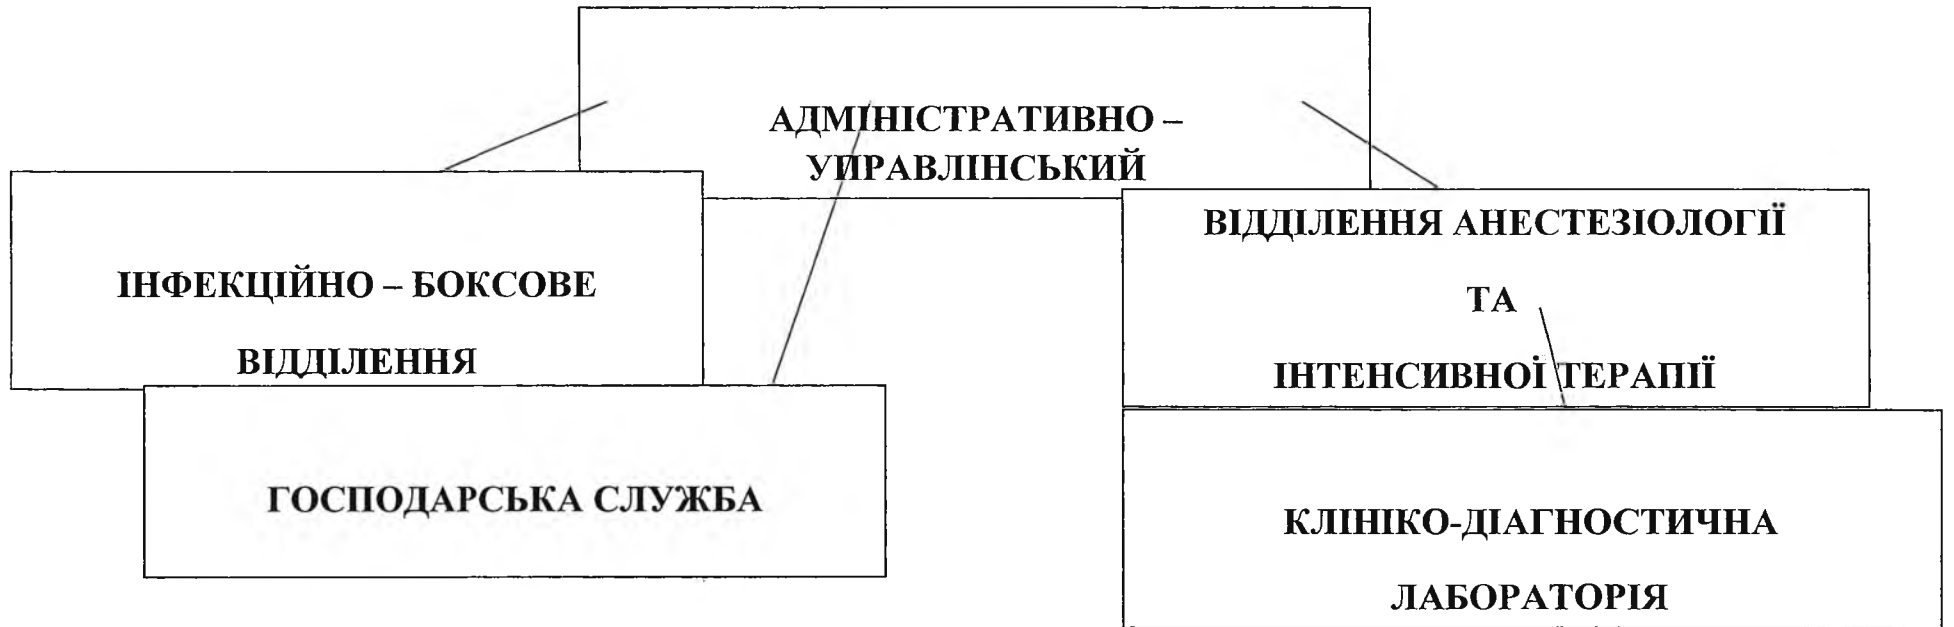 АДМІНІСТРАТИВНО –
УПРАВЛІНСЬКИЙ
ІНФЕКЦІЙНО – БОКСОВЕ
ВІДДІЛЕННЯ
ВІДДІЛЕННЯ АНЕСТЕЗІОЛОГІЇ
ТА
ІНТЕНСИВНОЇ ТЕРАПІЇ
ГОСПОДАРСЬКА СЛУЖБА
КЛІНІКО-ДІАГНОСТИЧНА
ЛАБОРАТОРІЯ